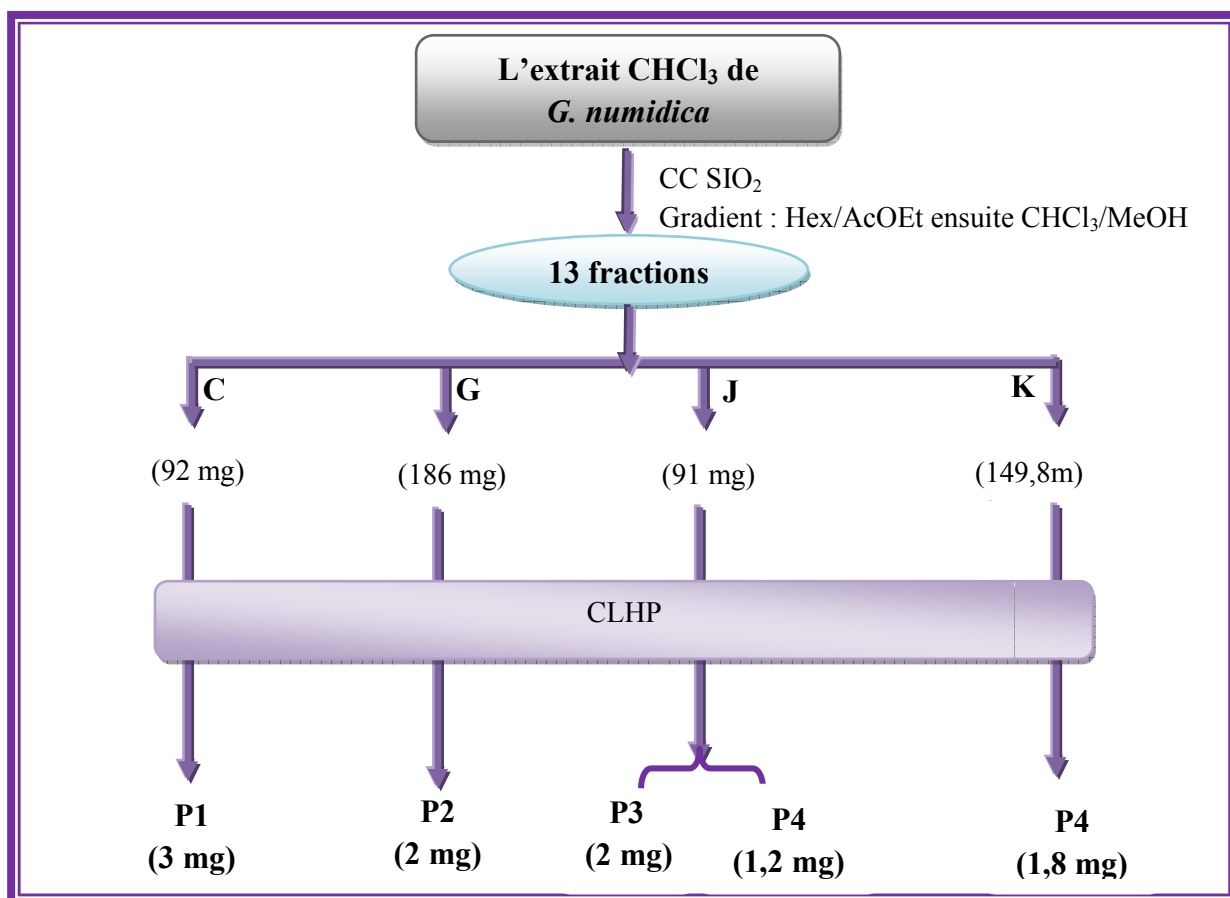 L'extrait CHCl₃ de
G. numidica
CC SIO₂
Gradient : Hex/AcOEt ensuite CHCl₃/MeOH
13 fractions
C
G
J
K
(92 mg)
(186 mg)
(91 mg)
(149,8m)
CLHP
P1
(3 mg)
P2
(2 mg)
P3
(2 mg)
P4
(1,2 mg)
P4
(1,8 mg)